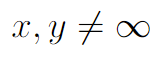 x, y ≠ ∞